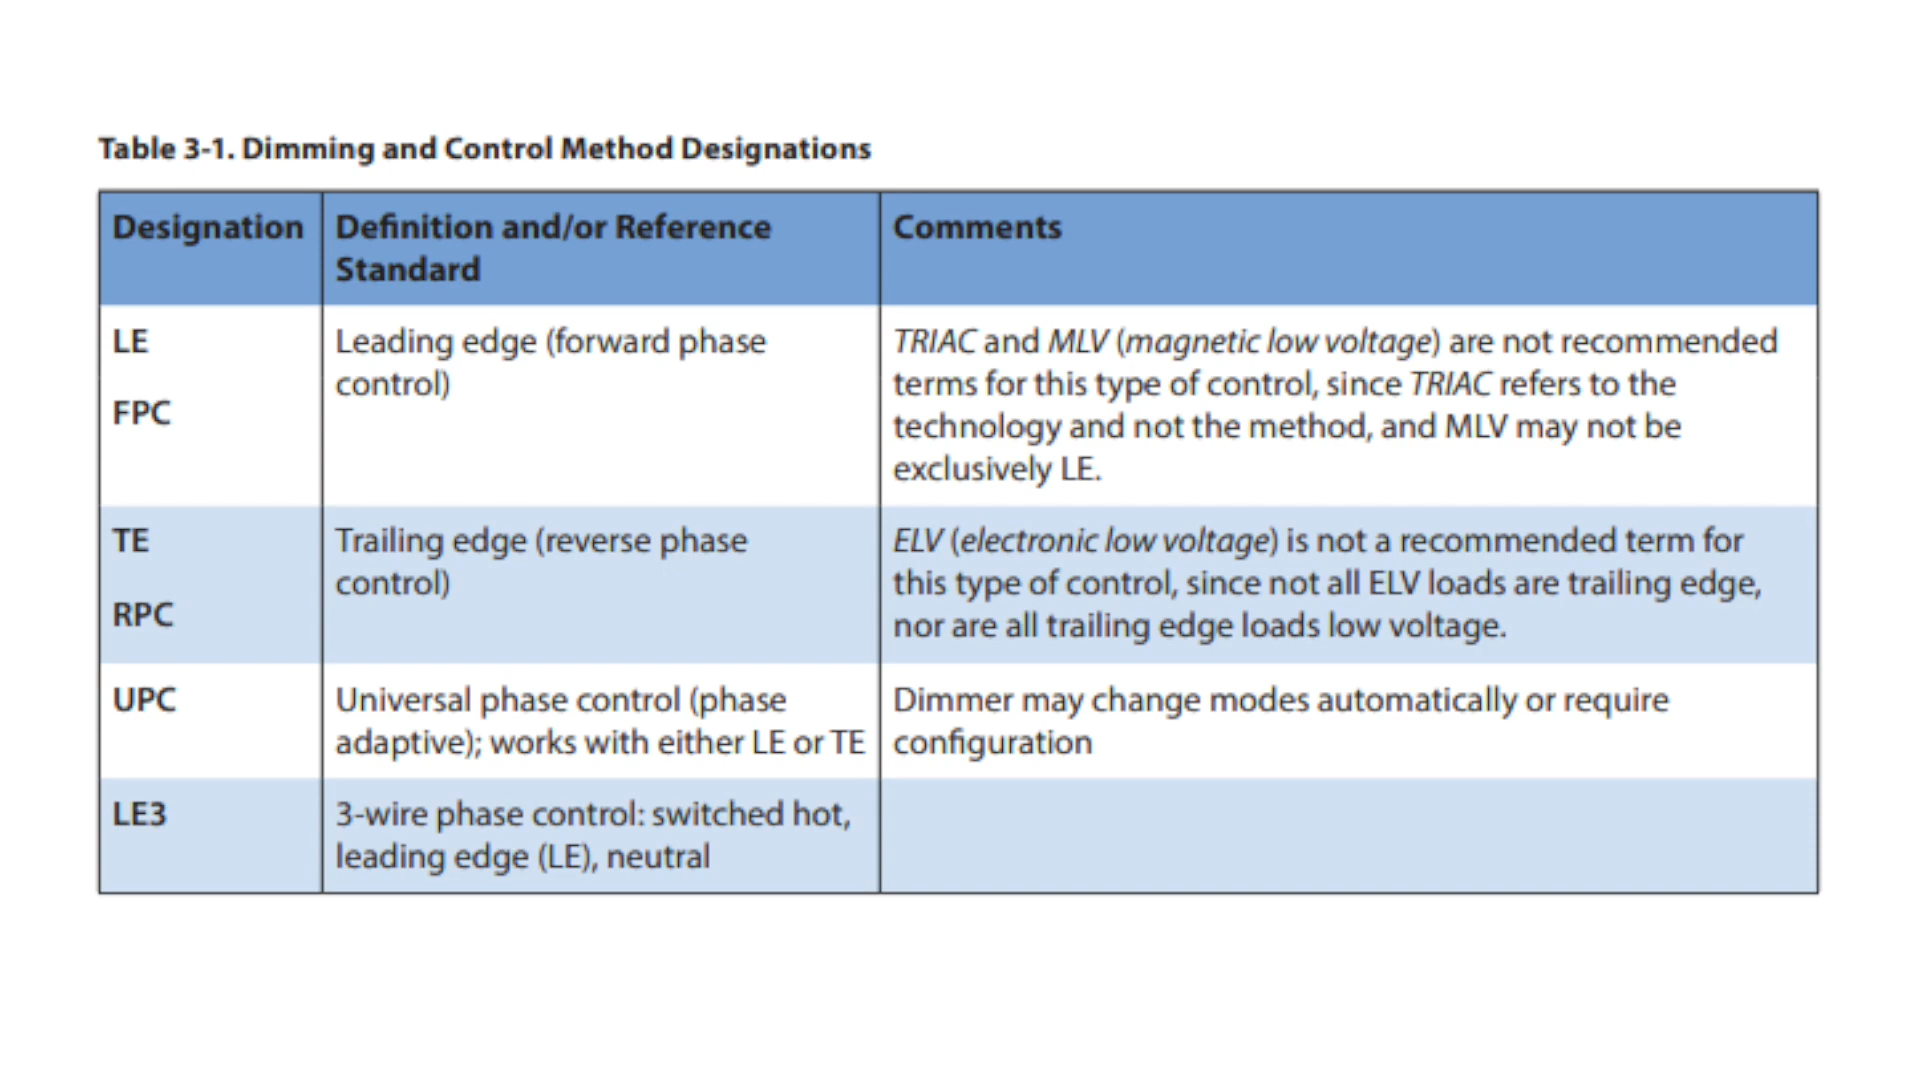 Table 3-1. Dimming and Control Method Designations
Designation
Definition and/or Reference
Standard
Comments
LE
FPC
Leading edge (forward phase
control)
TRIAC and MLV (magnetic low voltage) are not recommended
terms for this type of control, since TRIAC refers to the
technology and not the method, and MLV may not be
exclusively LE.
TE
RPC
Trailing edge (reverse phase
control)
ELV (electronic low voltage) is not a recommended term for
this type of control, since not all ELV loads are trailing edge,
nor are all trailing edge loads low voltage.
UPC
Universal phase control (phase
adaptive); works with either LE or TE
Dimmer may change modes automatically or require
configuration
LE3
3-wire phase control: switched hot,
leading edge (LE), neutral